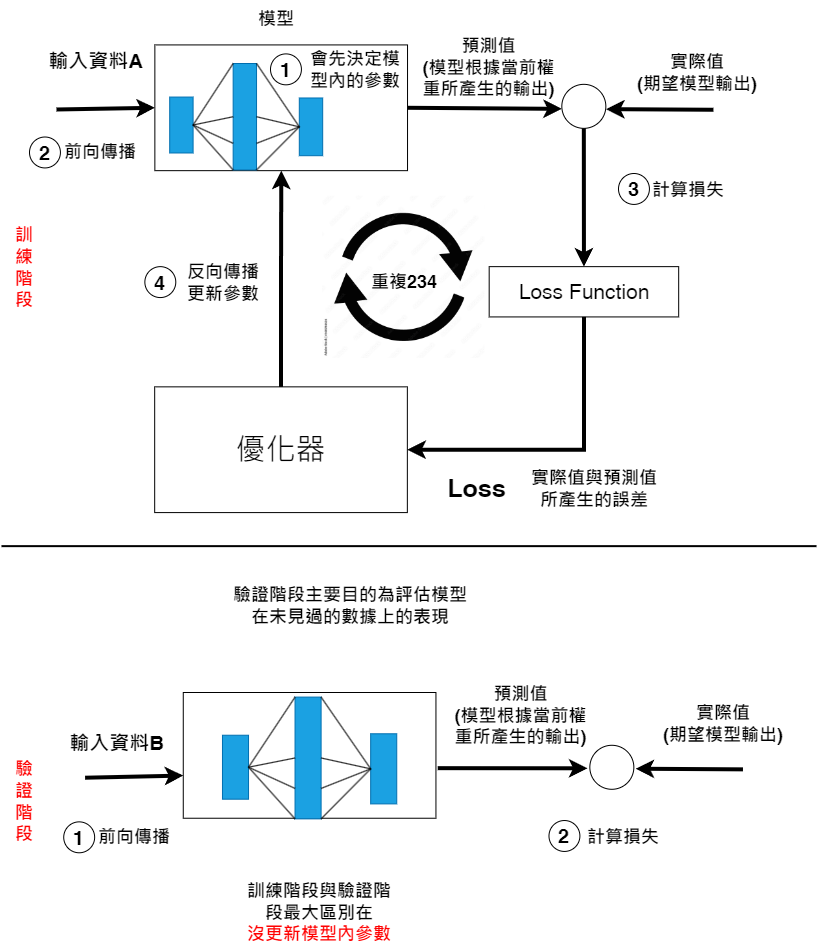 模型
輸入資料A
1
會先決定模
型內的參數
預測值
(模型根據當前權
重所產生的輸出)
實際值
(期望模型輸出)
2
前向傳播
3
計算損失
訓
練
階
段
4
反向傳播
更新參數
重複234
Loss Function
優化器
Loss
實際值與預測值
所產生的誤差
驗證階段主要目的為評估模型
在未見過的數據上的表現
輸入資料B
預測值
(模型根據當前權
重所產生的輸出)
實際值
(期望模型輸出)
驗
證
階
段
1
前向傳播
2
計算損失
訓練階段與驗證階
段最大區別在
沒更新模型內參數